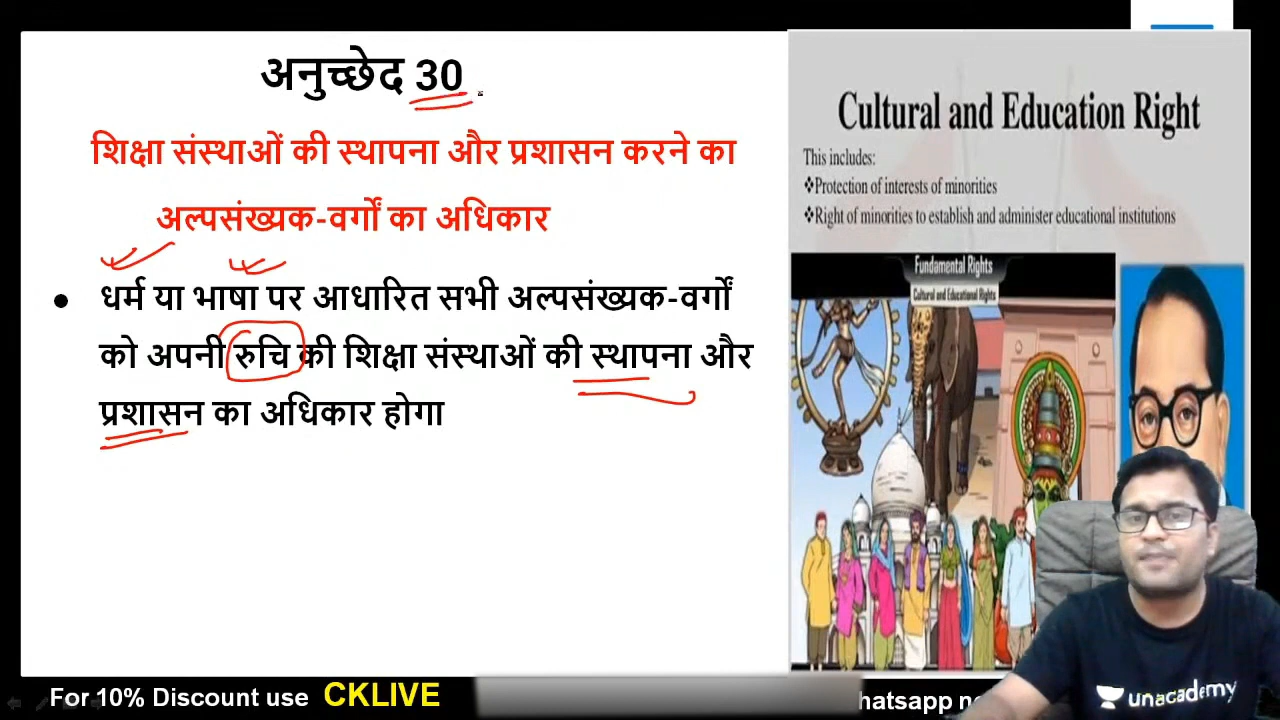 अनुच्छेद 30
शिक्षा संस्थाओं की स्थापना और प्रशासन करने का
अल्पसंख्यक-वर्गों का अधिकार
• धर्म या भाषा पर आधारित सभी अल्पसंख्यक-वर्गों
को अपनी रुचि की शिक्षा संस्थाओं की स्थापना और
प्रशासन का अधिकार होगा
Cultural and Education Right
This includes:
❖Protection of interests of minorities
❖Right of minorities to establish and administer educational institutions
Fundamental Rights
Cultural and Educational Rights
unacademy
For 10% Discount use CKLIVE